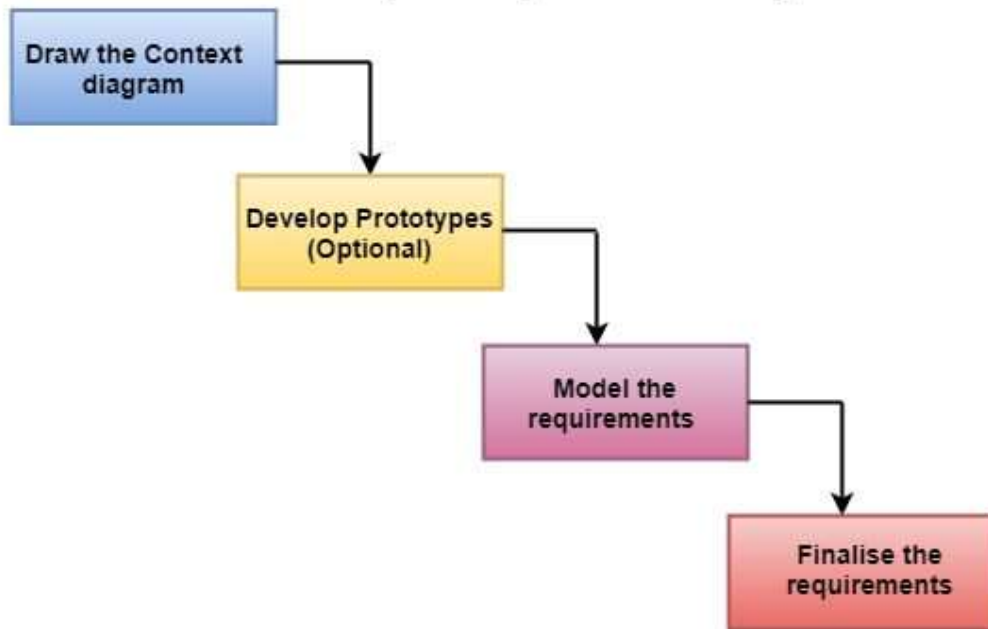 Draw the Context
diagram
Develop Prototypes
(Optional)
Model the
requirements
Finalise the
requirements